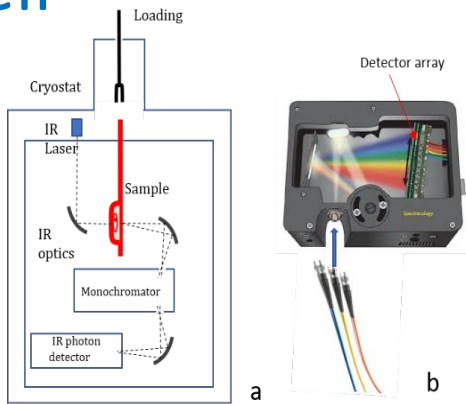 Loading
Cryostat
IR
Laser
Sample
IR
optics
Monochromator
IR photon
detector
a
Detector array
b